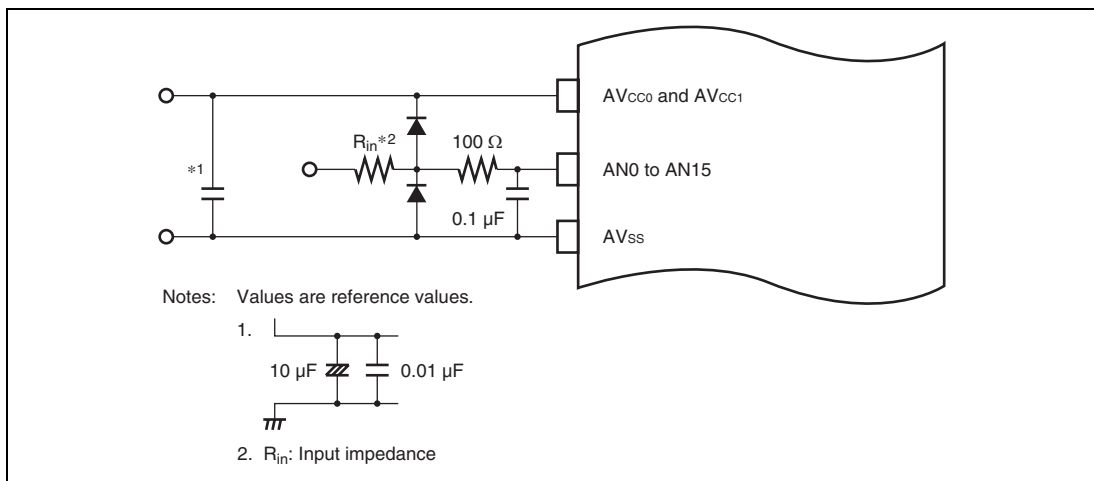 AVCC0 and AVCC1
Rin*2
100 Ω
*1
AN0 to AN15
0.1 µF
AVSS
Notes: Values are reference values.
1.
10 µF
0.01 µF
2. Rin: Input impedance